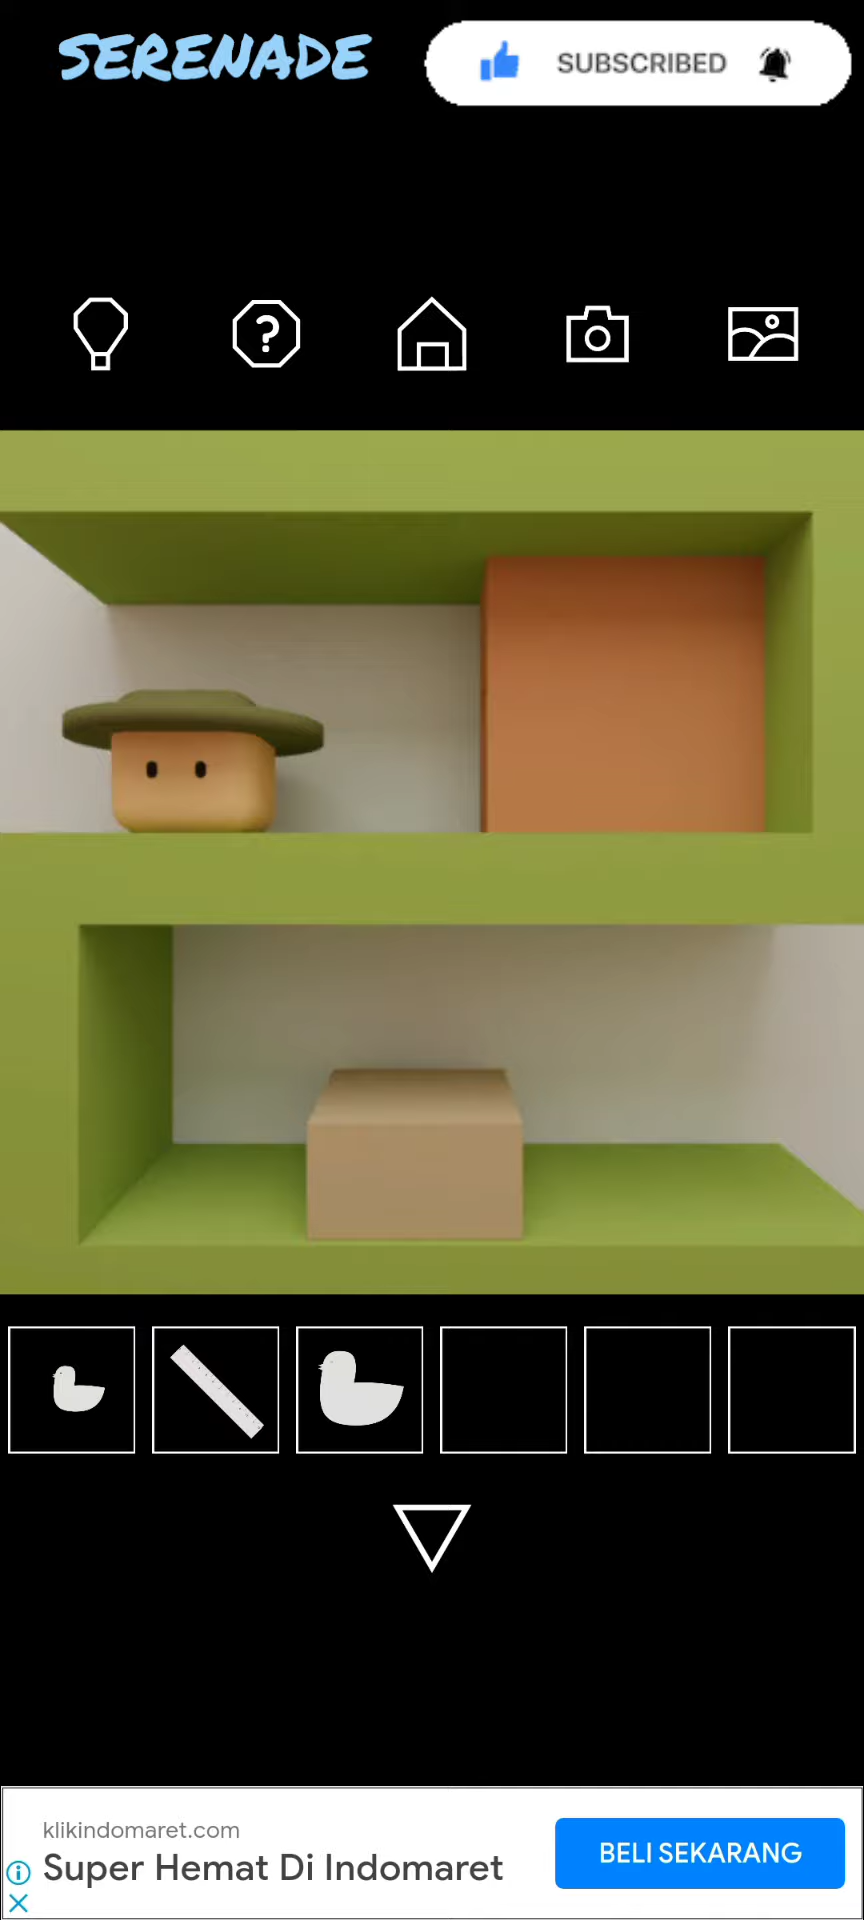 SERENADE
SUBSCRIBED
?
klikindomaret.com
Super Hemat Di Indomaret
BELI SEKARANG